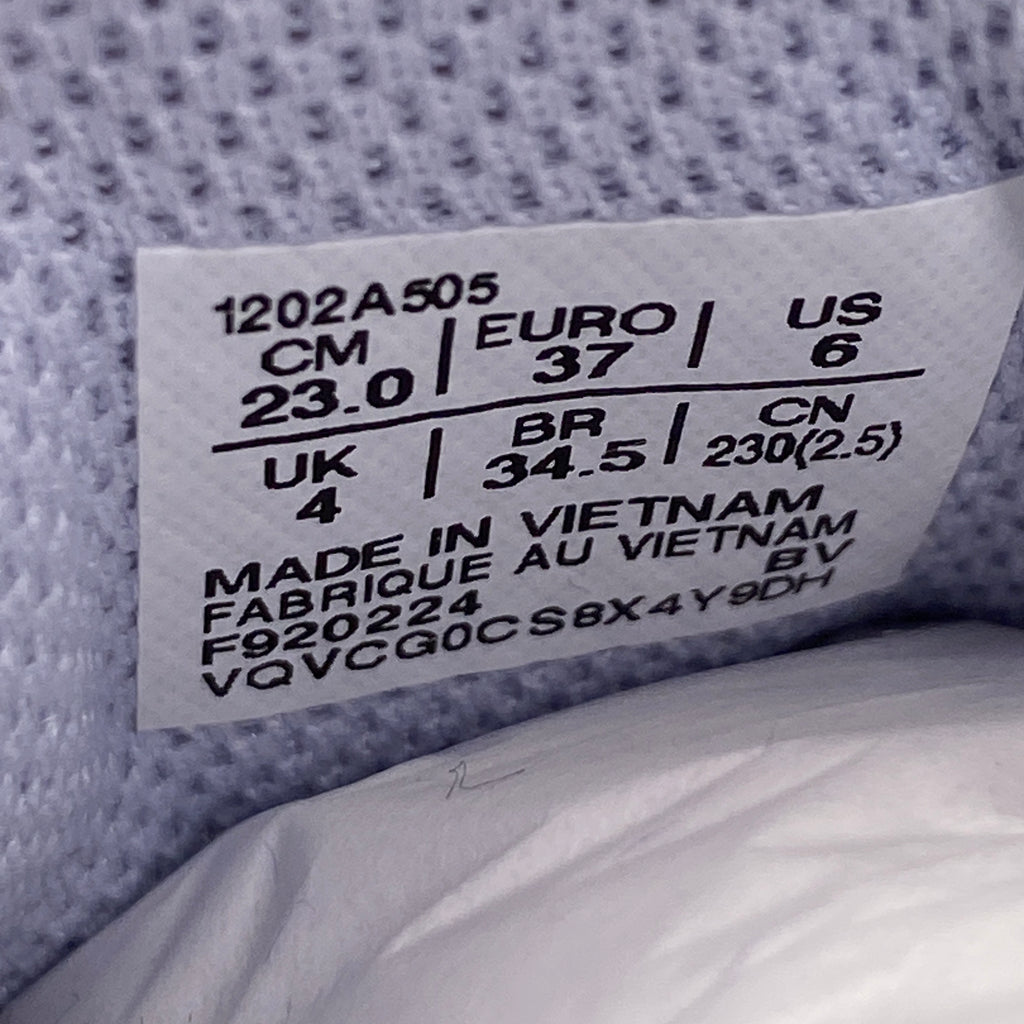 1202A505
CM | EURO | US
23.0 37 6
UK | BR | CN
4 34.5 230(2.5)
MADE IN VIETNAM
FABRIQUE AU VIETNAM
F920224 BV
VQVCG0CS8X4Y9DH